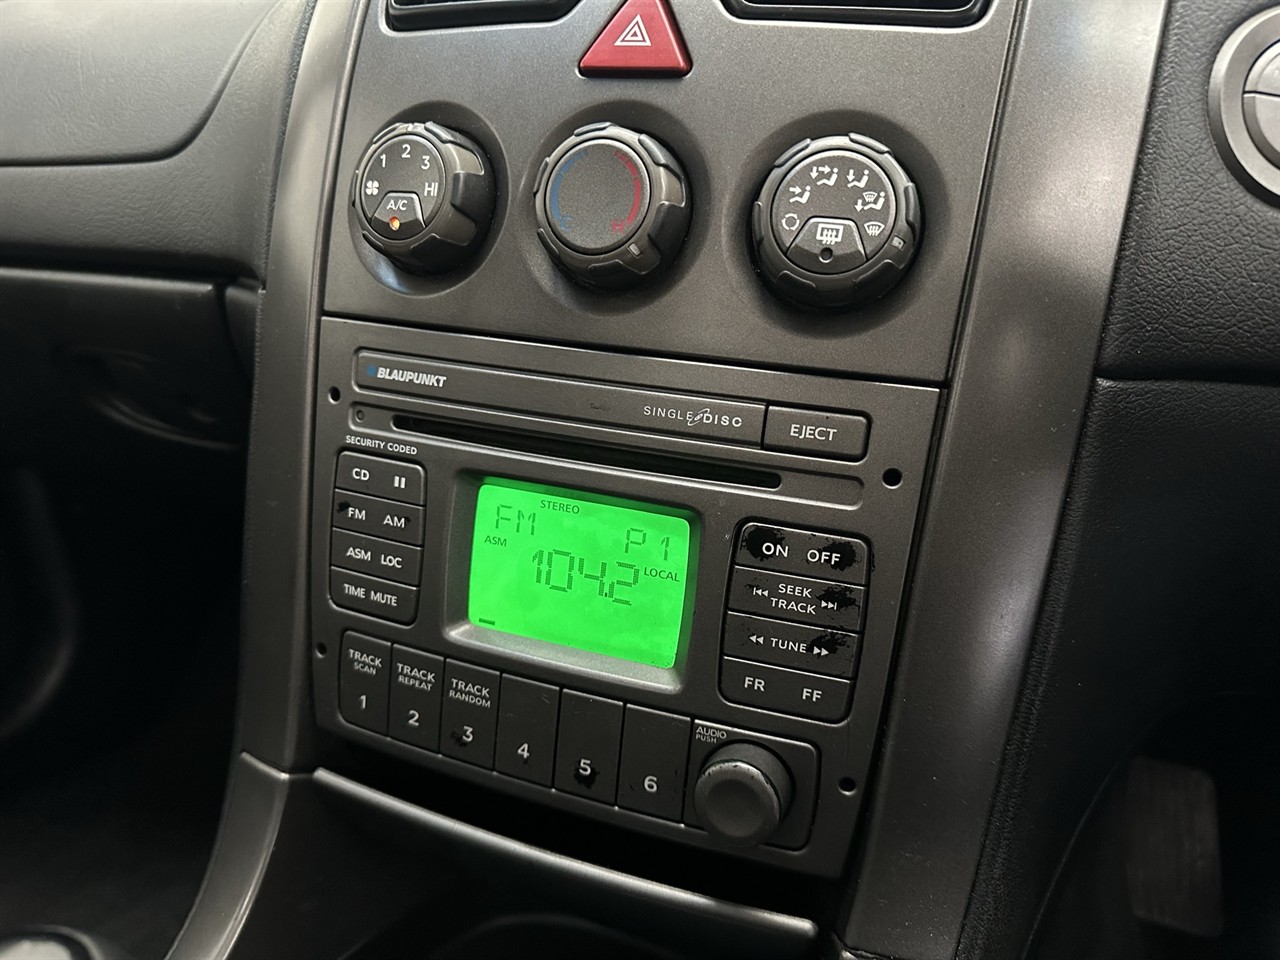 1 2 3 HI
A/C
BLAUPUNKT
SINGLE DISC
EJECT
SECURITY CODED
CD
FM AM
ASM LOC
TIME MUTE
STEREO
FM P1
ASM
104.2 LOCAL
ON OFF
SEEK
TRACK
TUNE
FR FF
TRACK
SCAN
1
TRACK
REPEAT
2
TRACK
RANDOM
3
4
5
6
AUDIO
PUSH